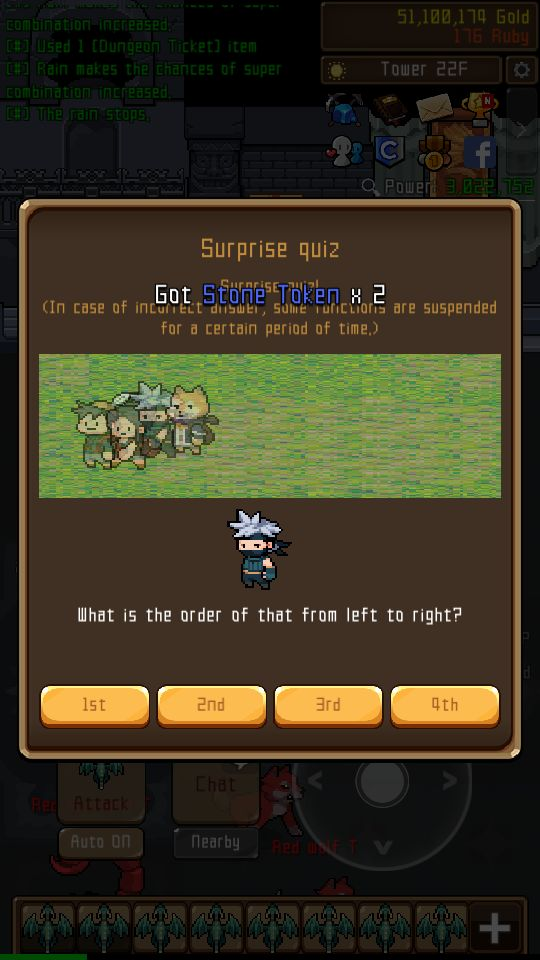 combination increased.
[#] Used 1 [Dungeon Ticket] item
[#] Rain makes the chances of super
combination increased.
[#] The rain stops.
51,100,174 Gold
176 Ruby
Tower 22F
Power: 3,022,752
Surprise quiz
Surprise quiz!
Got Stone Token x 2
(In case of incorrect answer, some functions are suspended
for a certain period of time.)
What is the order of that from left to right?
1st
2nd
3rd
4th
Attack
Chat
Auto ON
Nearby
Red wolf T